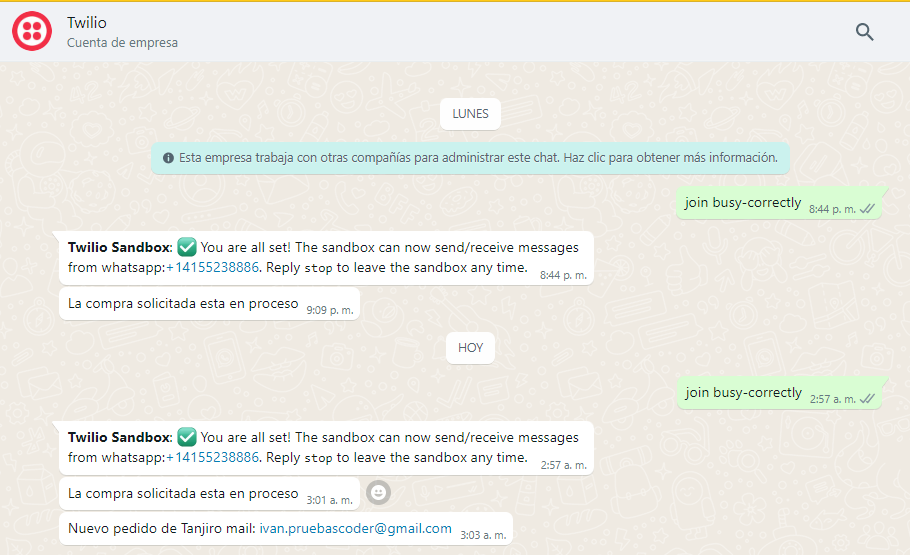 Twilio
Cuenta de empresa
LUNES
Esta empresa trabaja con otras compañías para administrar este chat. Haz clic para obtener más información.
join busy-correctly 8:44 p. m.
Twilio Sandbox: ✅ You are all set! The sandbox can now send/receive messages
from whatsapp:+14155238886. Reply stop to leave the sandbox any time. 8:44 p. m.
La compra solicitada esta en proceso 9:09 p. m.
HOY
join busy-correctly 2:57 a. m.
Twilio Sandbox: ✅ You are all set! The sandbox can now send/receive messages
from whatsapp:+14155238886. Reply stop to leave the sandbox any time. 2:57 a. m.
La compra solicitada esta en proceso 3:01 a. m.
Nuevo pedido de Tanjiro mail: ivan.pruebascoder@gmail.com 3:03 a. m.